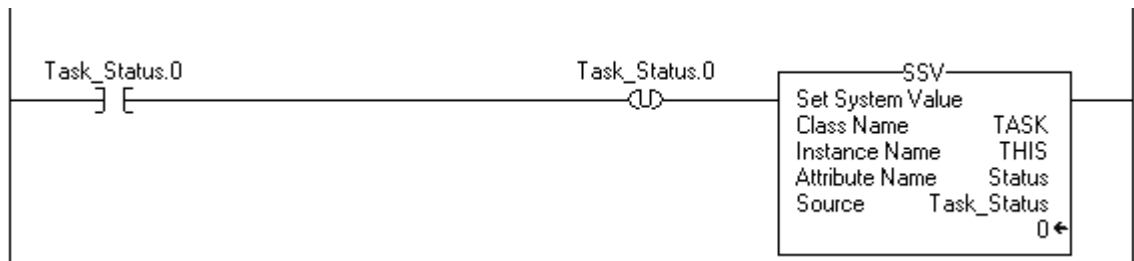 Task_Status.0 Task_Status.0 SSV
U
Set System Value
Class Name TASK
Instance Name THIS
Attribute Name Status
Source Task_Status
0